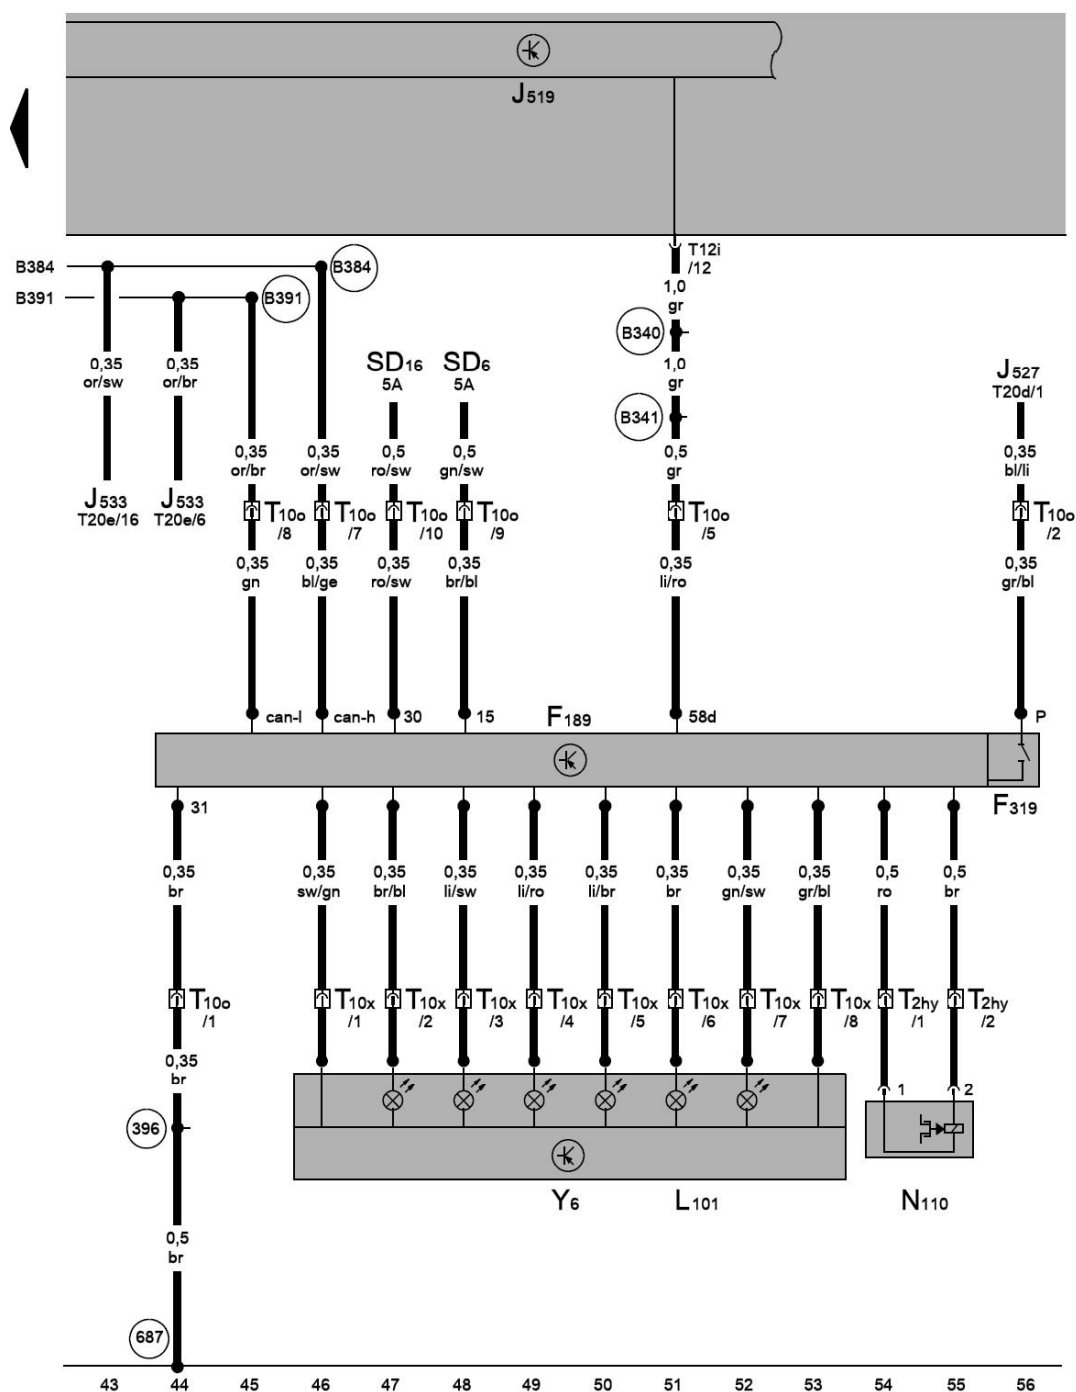 J519
T12i
/12
B384
B384
B391
B391
1,0
gr
B340
0,35
or/sw
0,35
or/br
SD16
5A
SD6
5A
1,0
gr
J527
T20d/1
B341
0,35
or/br
0,35
or/sw
0,5
ro/sw
0,5
gn/sw
0,5
gr
0,35
bl/li
J533
T20e/16
J533
T20e/6
T10o
/8
T10o
/7
T10o
/10
T10o
/9
T10o
/5
T10o
/2
0,35
gn
0,35
bl/ge
0,35
ro/sw
0,35
br/bl
0,35
li/ro
0,35
gr/bl
can-l
can-h
30
15
F189
58d
P
31
F319
0,35
br
0,35
sw/gn
0,35
br/bl
0,35
li/sw
0,35
li/ro
0,35
li/br
0,35
br
0,35
gn/sw
0,35
gr/bl
0,5
ro
0,5
br
T10o
/1
T10x
/1
T10x
/2
T10x
/3
T10x
/4
T10x
/5
T10x
/6
T10x
/7
T10x
/8
T2hy
/1
T2hy
/2
0,35
br
1
2
396
Y6
L101
N110
0,5
br
687
43 44 45 46 47 48 49 50 51 52 53 54 55 56